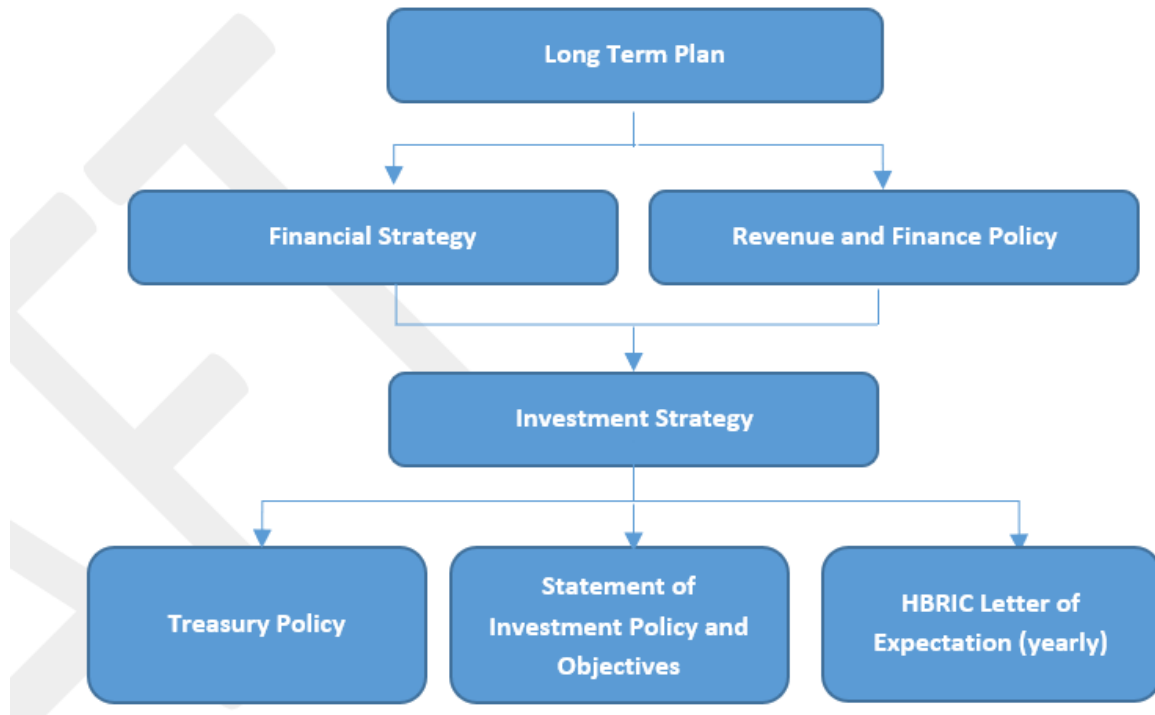 Long Term Plan
Financial Strategy
Revenue and Finance Policy
Investment Strategy
Treasury Policy
Statement of
Investment Policy and
Objectives
HBRIC Letter of
Expectation (yearly)